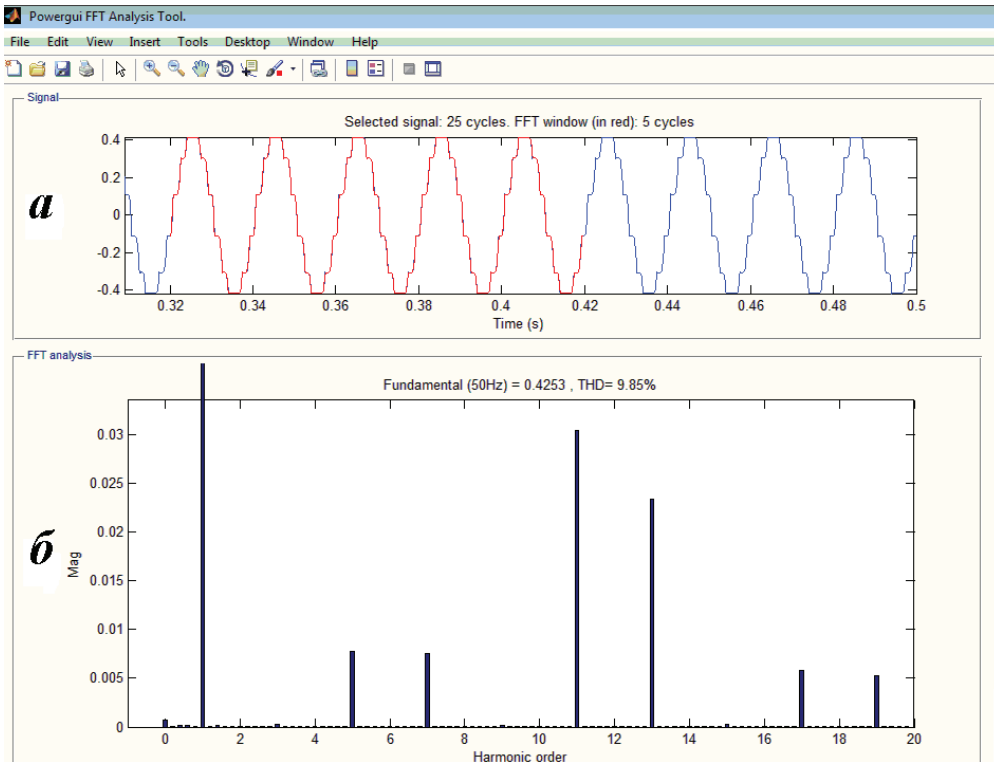 Powergui FFT Analysis Tool.
File Edit View Insert Tools Desktop Window Help
Signal
Selected signal: 25 cycles. FFT window (in red): 5 cycles
а
0.4
0.2
0
-0.2
-0.4
0.32 0.34 0.36 0.38 0.4 0.42 0.44 0.46 0.48 0.5
Time (s)
FFT analysis
Fundamental (50Hz) = 0.4253 , THD= 9.85%
б
Mag
0.03
0.025
0.02
0.015
0.01
0.005
0
0 2 4 6 8 10 12 14 16 18 20
Harmonic order